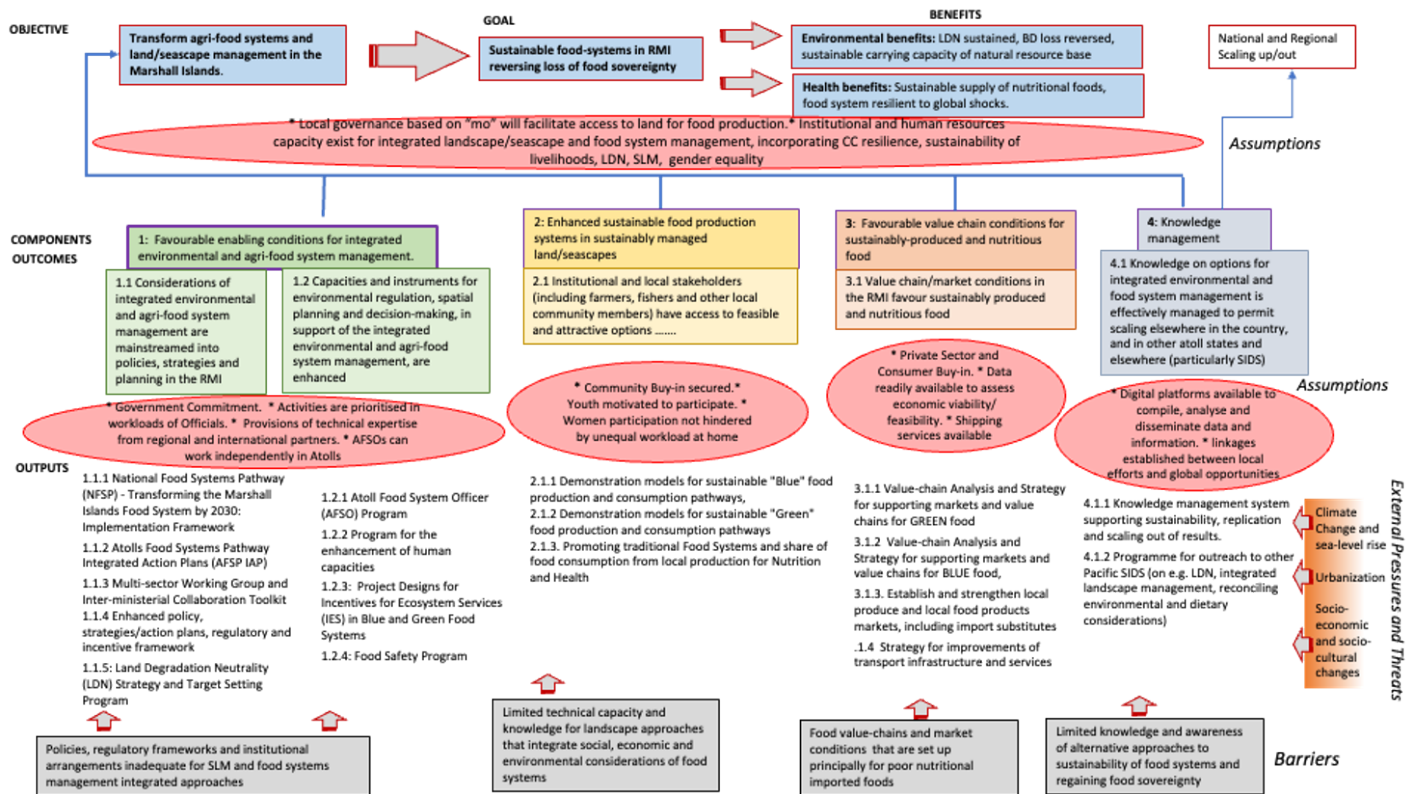 OBJECTIVE
Transform agri-food systems and
land/seascape management in the
Marshall Islands.
GOAL
Sustainable food-systems in RMI
reversing loss of food sovereignty
BENEFITS
Environmental benefits: LDN sustained, BD loss reversed,
sustainable carrying capacity of natural resource base
Health benefits: Sustainable supply of nutritional foods,
food system resilient to global shocks.
National and Regional
Scaling up/out
* Local governance based on "mo" will facilitate access to land for food production.* Institutional and human resources
capacity exist for integrated landscape/seascape and food system management, incorporating CC resilience, sustainability of
livelihoods, LDN, SLM, gender equality
Assumptions
COMPONENTS
OUTCOMES
1: Favourable enabling conditions for integrated
environmental and agri-food system management.
1.1 Considerations of
integrated environmental
and agri-food system
management are
mainstreamed into
policies, strategies and
planning in the RMI
1.2 Capacities and instruments for
environmental regulation, spatial
planning and decision-making, in
support of the integrated
environmental and agri-food
system management, are
enhanced
2: Enhanced sustainable food production
systems in sustainably managed
land/seascapes
2.1 Institutional and local stakeholders
(including farmers, fishers and other local
community members) have access to feasible
and attractive options .......
3: Favourable value chain conditions for
sustainably-produced and nutritious
food
3.1 Value chain/market conditions in
the RMI favour sustainably produced
and nutritious food
4: Knowledge
management
4.1 Knowledge on options for
integrated environmental and
food system management is
effectively managed to permit
scaling elsewhere in the country,
and in other atoll states and
elsewhere (particularly SIDS)
Assumptions
* Government Commitment. * Activities are prioritised in
workloads of Officials. * Provisions of technical expertise
from regional and international partners. * AFSOs can
work independently in Atolls
* Community Buy-in secured.*
Youth motivated to participate. *
Women participation not hindered
by unequal workload at home
* Private Sector and
Consumer Buy-in. * Data
readily available to assess
economic viability/
feasibility. * Shipping
services available
* Digital platforms available to
compile, analyse and
disseminate data and
information. * linkages
established between local
efforts and global opportunities
OUTPUTS
1.1.1 National Food Systems Pathway
(NFSP) - Transforming the Marshall
Islands Food System by 2030:
Implementation Framework
1.1.2 Atolls Food Systems Pathway
Integrated Action Plans (AFSP IAP)
1.1.3 Multi-sector Working Group and
Inter-ministerial Collaboration Toolkit
1.1.4 Enhanced policy,
strategies/action plans, regulatory and
incentive framework
1.1.5: Land Degradation Neutrality
(LDN) Strategy and Target Setting
Program
1.2.1 Atoll Food System Officer
(AFSO) Program
1.2.2 Program for the
enhancement of human
capacities
1.2.3: Project Designs for
Incentives for Ecosystem Services
(IES) in Blue and Green Food
Systems
1.2.4: Food Safety Program
2.1.1 Demonstration models for sustainable "Blue" food
production and consumption pathways,
2.1.2 Demonstration models for sustainable "Green"
food production and consumption pathways
2.1.3. Promoting traditional Food Systems and share of
food consumption from local production for Nutrition
and Health
3.1.1 Value-chain Analysis and Strategy
for supporting markets and value
chains for GREEN food
3.1.2 Value-chain Analysis and
Strategy for supporting markets and
value chains for BLUE food,
3.1.3. Establish and strengthen local
produce and local food products
markets, including import substitutes
.1.4 Strategy for improvements of
transport infrastructure and services
4.1.1 Knowledge management system
supporting sustainability, replication
and scaling out of results.
4.1.2 Programme for outreach to other
Pacific SIDS (on e.g. LDN, integrated
landscape management, reconciling
environmental and dietary
considerations)
Climate
Change and
sea-level rise
Urbanization
Socio-
economic
and socio-
cultural
changes
External Pressures and Threats
Policies, regulatory frameworks and institutional
arrangements inadequate for SLM and food systems
management integrated approaches
Limited technical capacity and
knowledge for landscape approaches
that integrate social, economic and
environmental considerations of food
systems
Food value-chains and market
conditions that are set up
principally for poor nutritional
imported foods
Limited knowledge and awareness
of alternative approaches to
sustainability of food systems and
regaining food sovereignty
Barriers